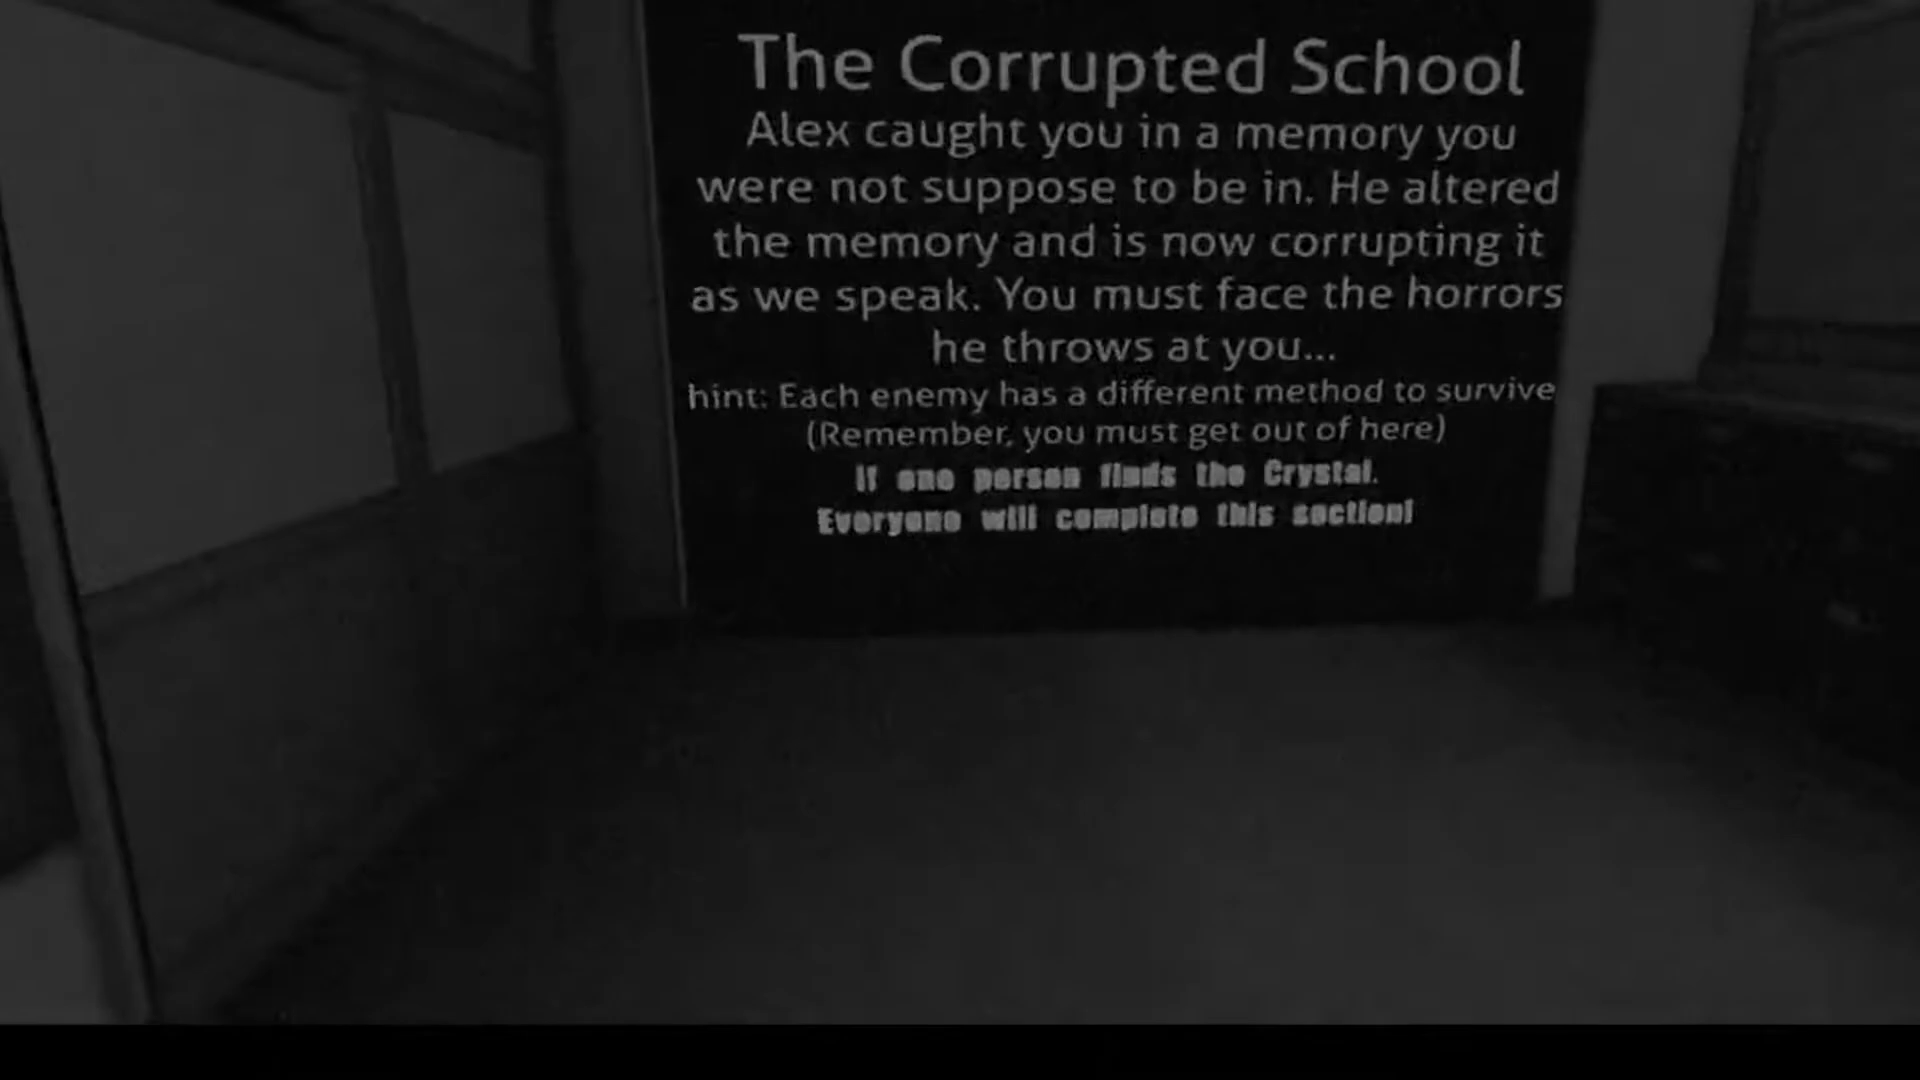 The Corrupted School
Alex caught you in a memory you
were not suppose to be in. He altered
the memory and is now corrupting it
as we speak. You must face the horrors
he throws at you...
hint: Each enemy has a different method to survive
(Remember, you must get out of here)
If one person finds the Crystal.
Everyone will complete this section!